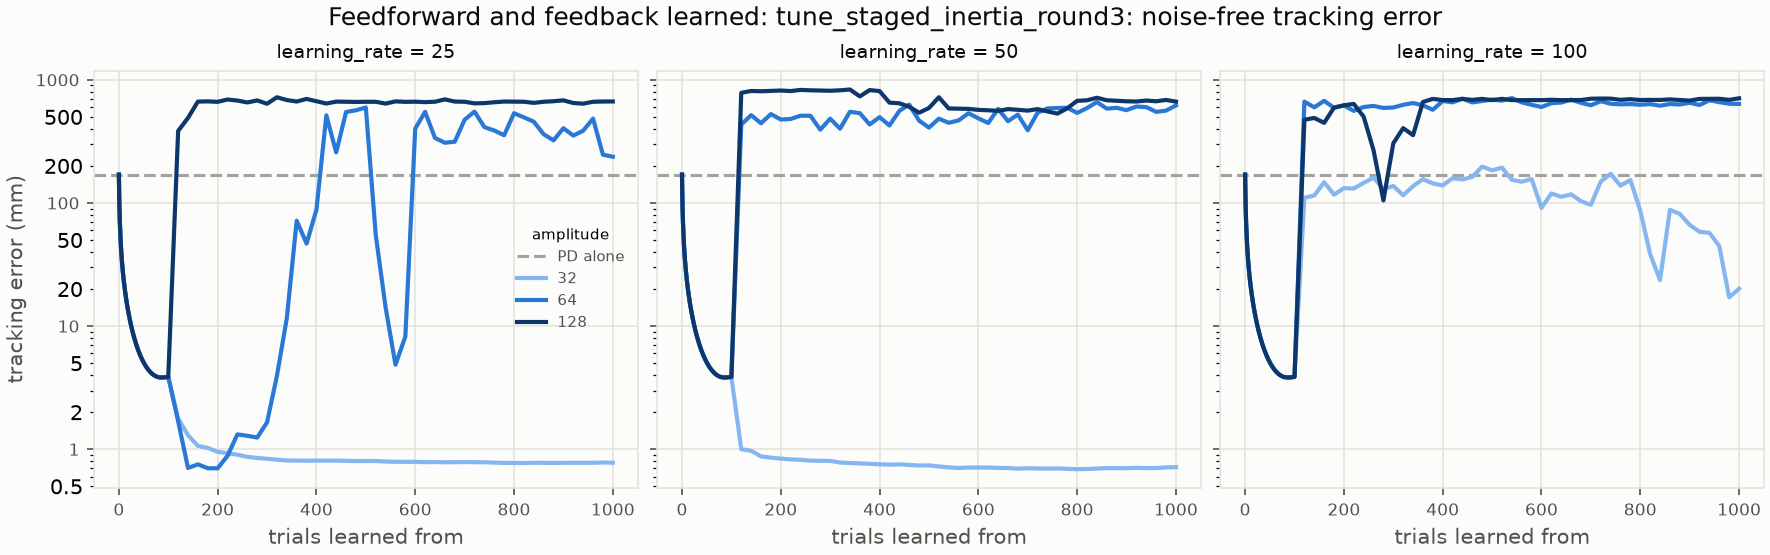 Feedforward and feedback learned: tune_staged_inertia_round3: noise-free tracking error
learning_rate = 25
learning_rate = 50
learning_rate = 100
tracking error (mm)
1000
500
200
100
50
20
10
5
2
1
0.5
amplitude
PD alone
32
64
128
0 200 400 600 800 1000
0 200 400 600 800 1000
0 200 400 600 800 1000
trials learned from
trials learned from
trials learned from